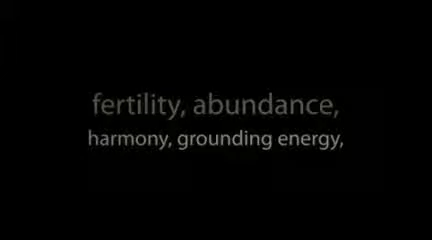 fertility, abundance,
harmony, grounding energy,